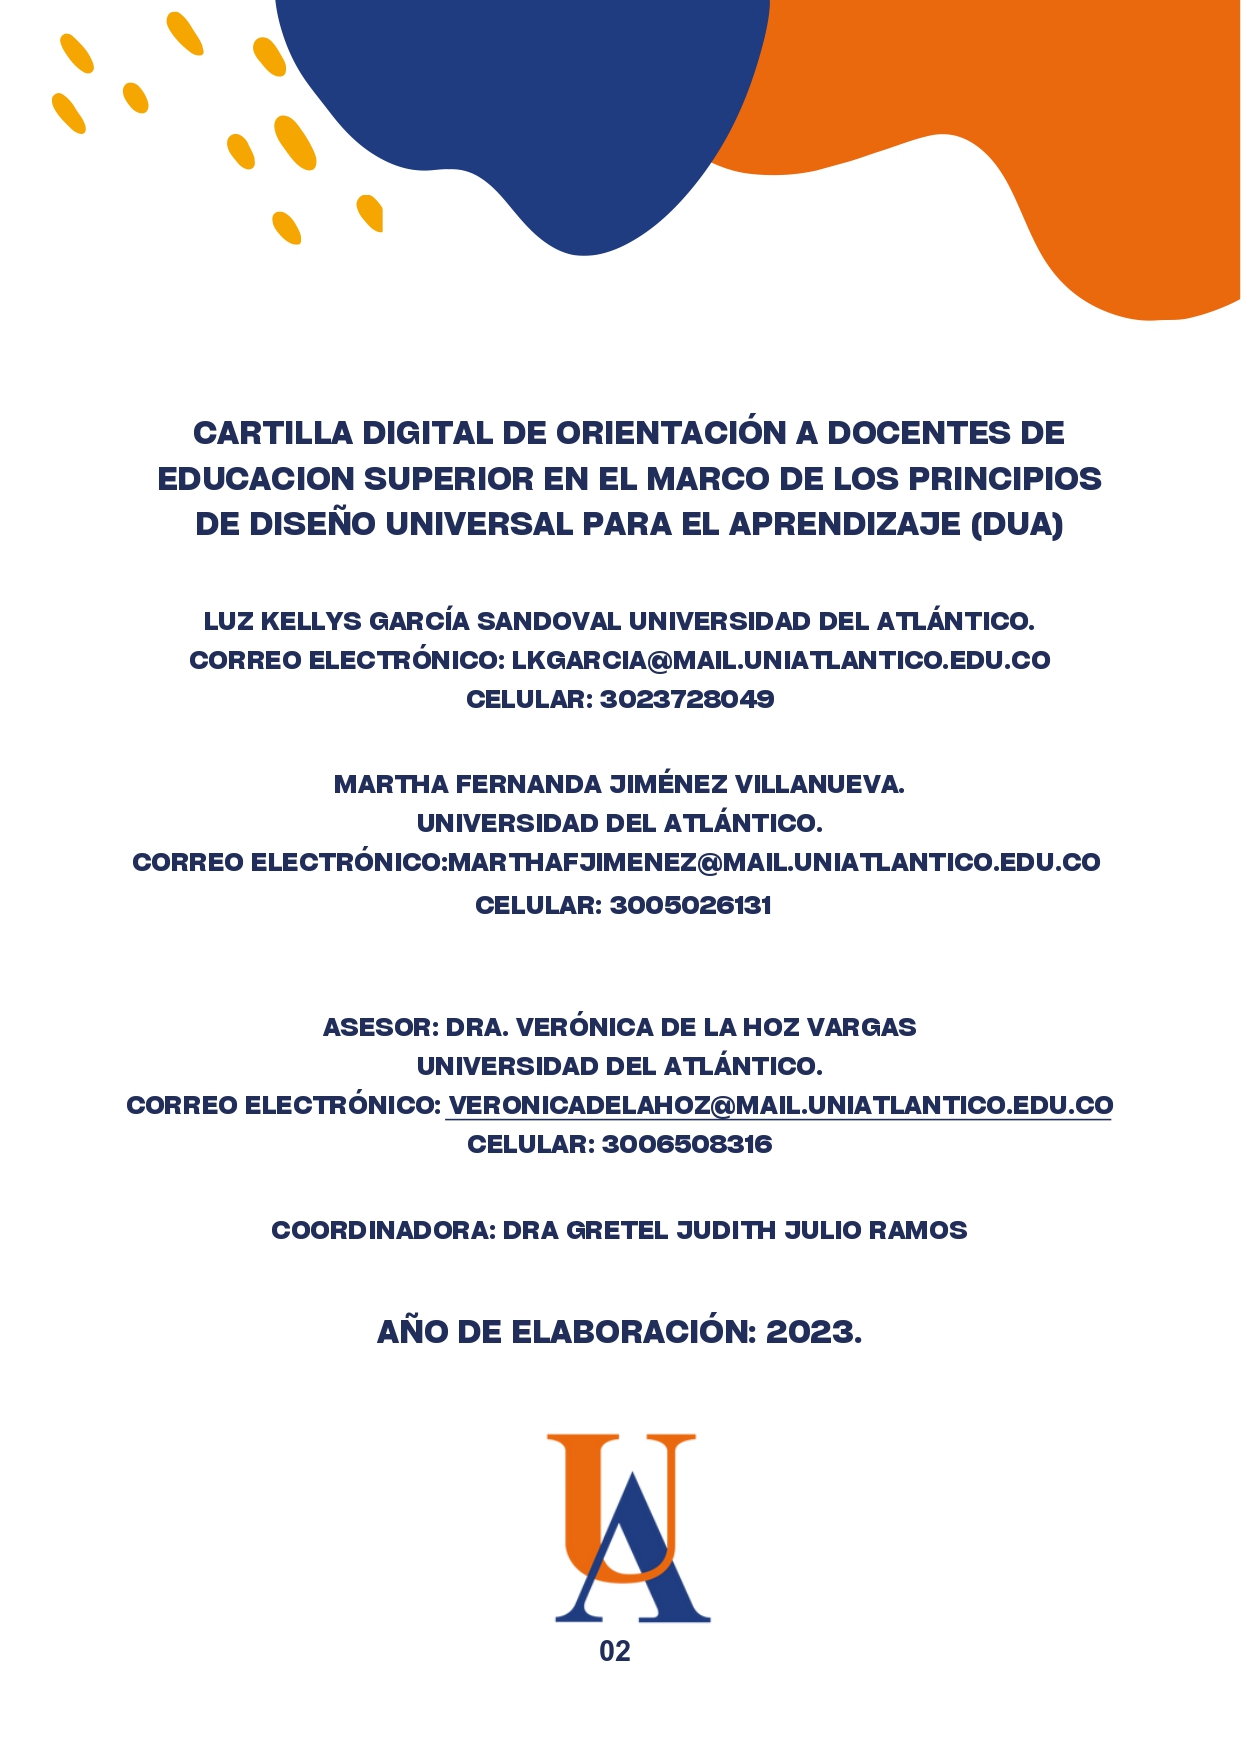 CARTILLA DIGITAL DE ORIENTACIÓN A DOCENTES DE
EDUCACION SUPERIOR EN EL MARCO DE LOS PRINCIPIOS
DE DISEÑO UNIVERSAL PARA EL APRENDIZAJE (DUA)
LUZ KELLYS GARCÍA SANDOVAL UNIVERSIDAD DEL ATLÁNTICO.
CORREO ELECTRÓNICO: LKGARCIA@MAIL.UNIATLANTICO.EDU.CO
CELULAR: 3023728049
MARTHA FERNANDA JIMÉNEZ VILLANUEVA.
UNIVERSIDAD DEL ATLÁNTICO.
CORREO ELECTRÓNICO:MARTHAFJIMENEZ@MAIL.UNIATLANTICO.EDU.CO
CELULAR: 3005026131
ASESOR: DRA. VERÓNICA DE LA HOZ VARGAS
UNIVERSIDAD DEL ATLÁNTICO.
CORREO ELECTRÓNICO: VERONICADELAHOZ@MAIL.UNIATLANTICO.EDU.CO
CELULAR: 3006508316
COORDINADORA: DRA GRETEL JUDITH JULIO RAMOS
AÑO DE ELABORACIÓN: 2023.
UA
02